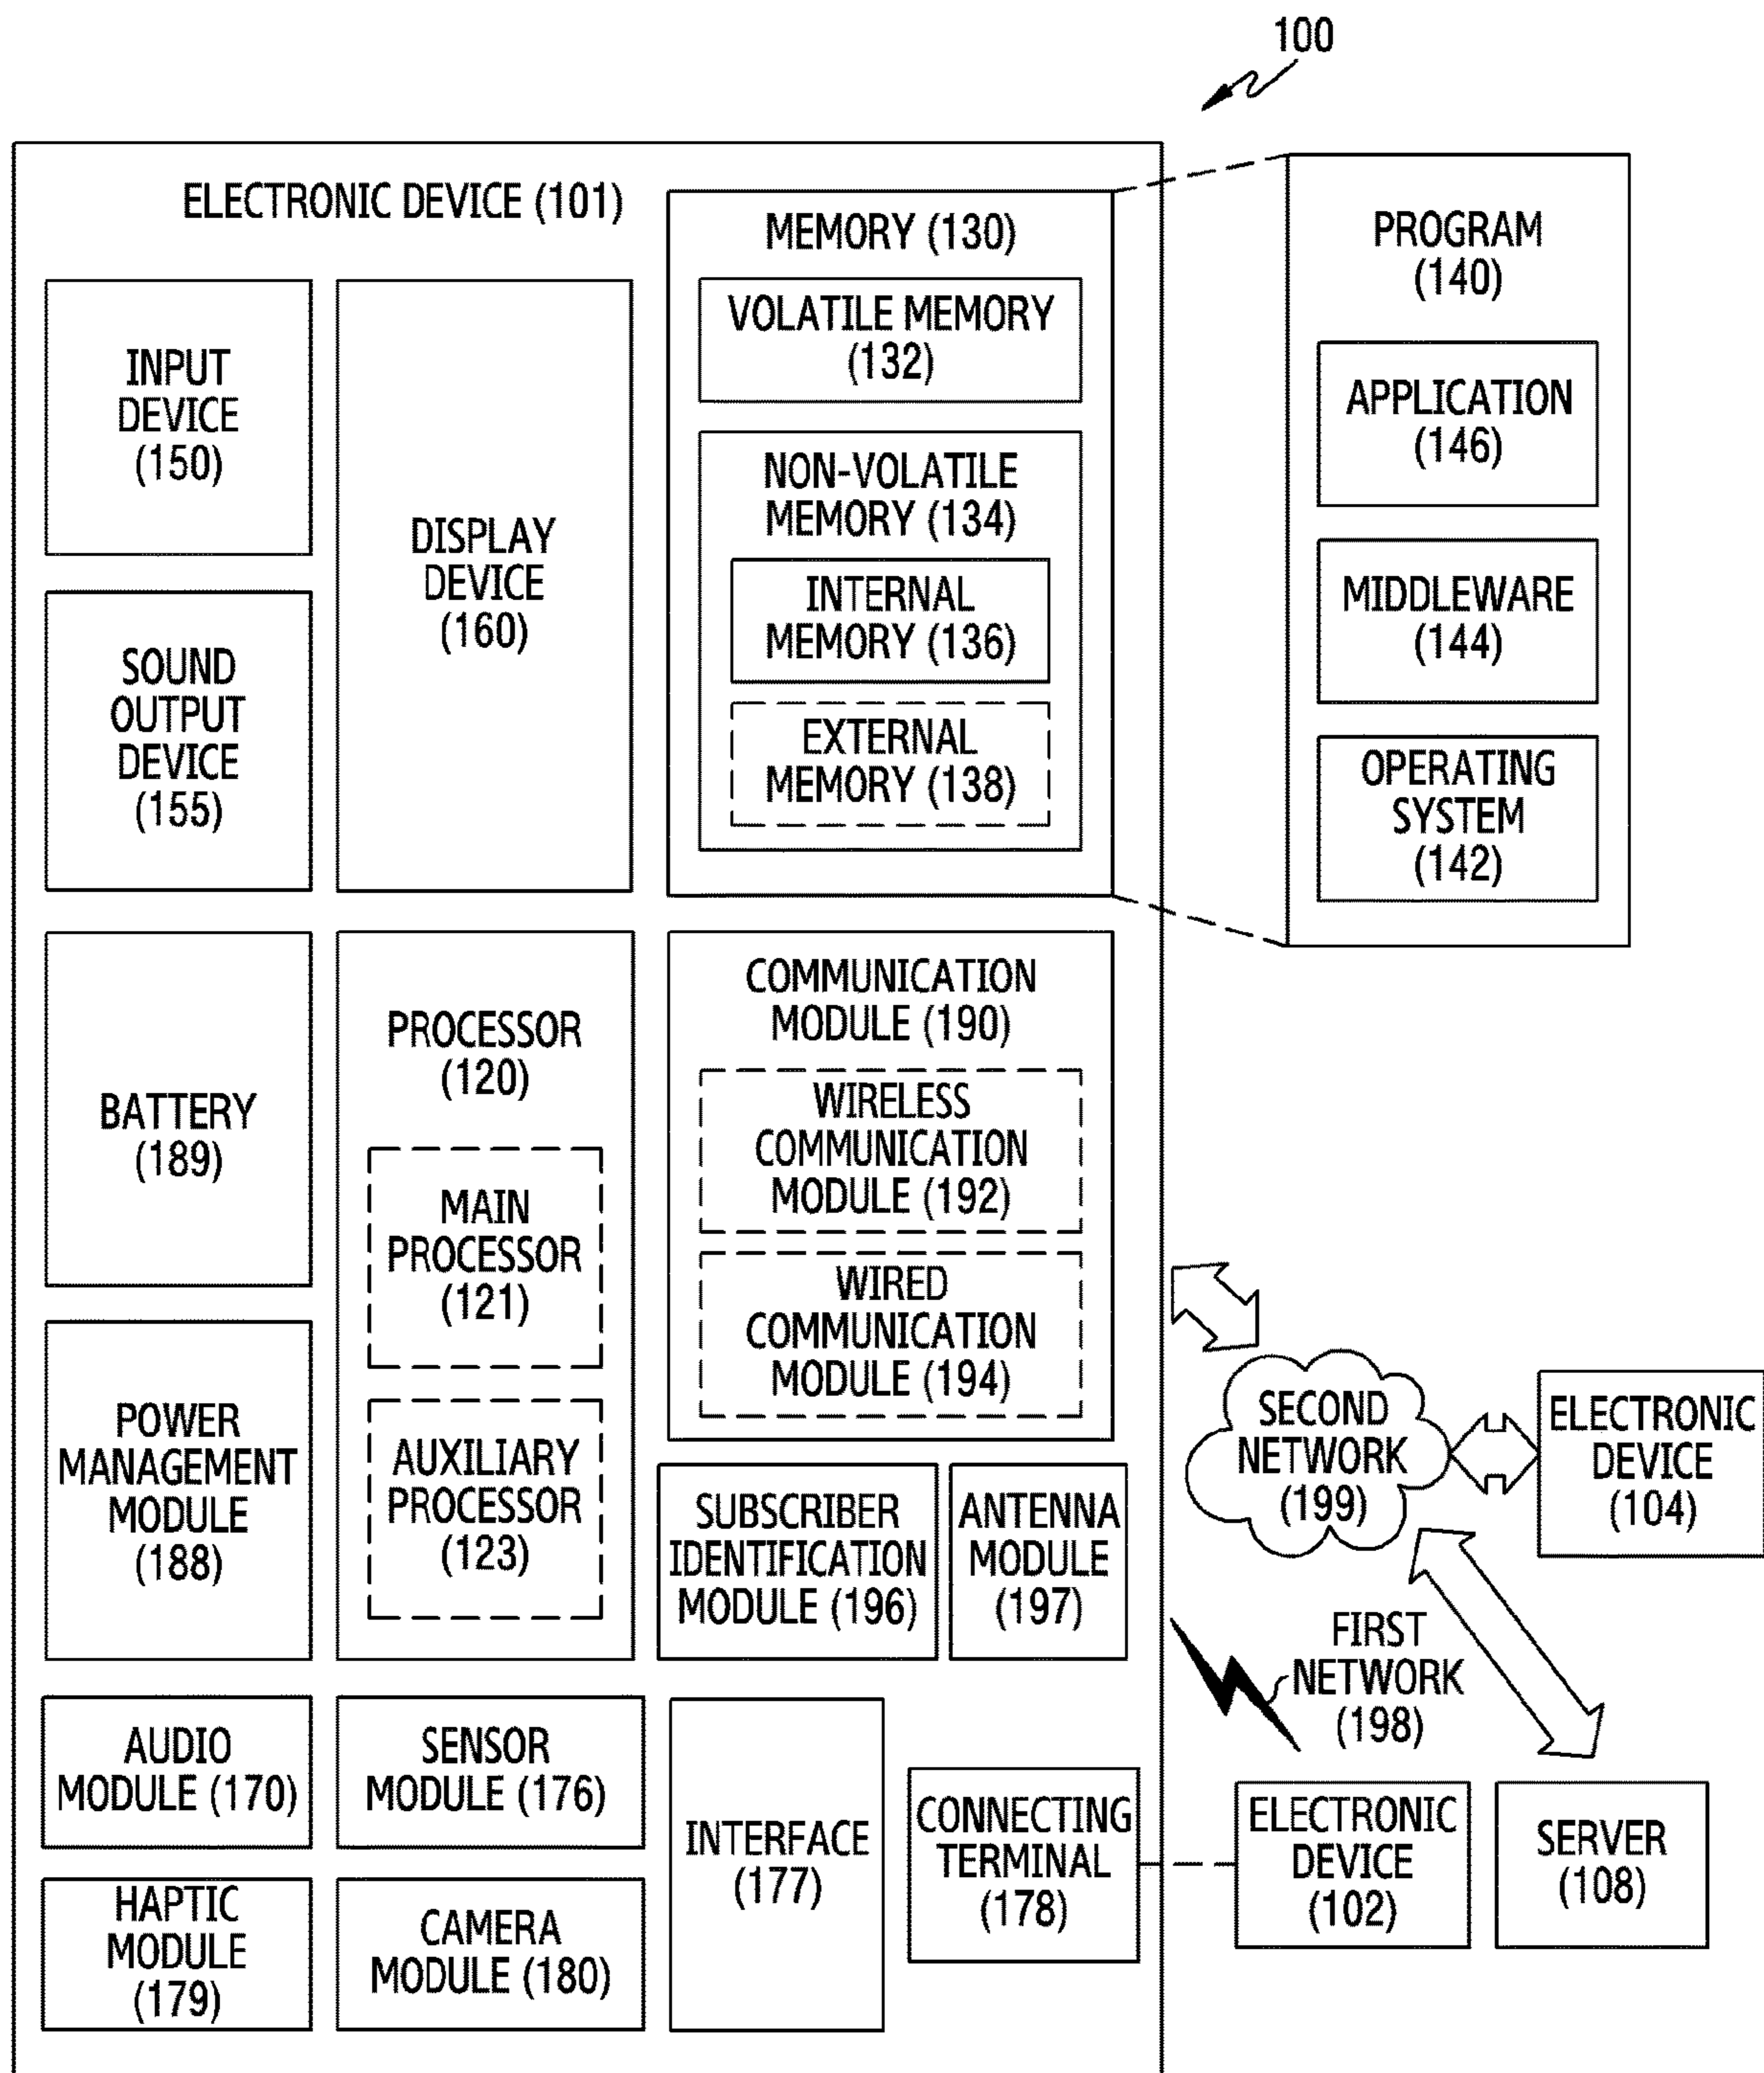 100
ELECTRONIC DEVICE (101)
INPUT
DEVICE
(150)
SOUND
OUTPUT
DEVICE
(155)
DISPLAY
DEVICE
(160)
MEMORY (130)
VOLATILE MEMORY
(132)
NON-VOLATILE
MEMORY (134)
INTERNAL
MEMORY (136)
EXTERNAL
MEMORY (138)
PROGRAM
(140)
APPLICATION
(146)
MIDDLEWARE
(144)
OPERATING
SYSTEM
(142)
BATTERY
(189)
POWER
MANAGEMENT
MODULE
(188)
PROCESSOR
(120)
MAIN
PROCESSOR
(121)
AUXILIARY
PROCESSOR
(123)
COMMUNICATION
MODULE (190)
WIRELESS
COMMUNICATION
MODULE (192)
WIRED
COMMUNICATION
MODULE (194)
SUBSCRIBER
IDENTIFICATION
MODULE (196)
ANTENNA
MODULE
(197)
SECOND
NETWORK
(199)
ELECTRONIC
DEVICE
(104)
FIRST
NETWORK
(198)
AUDIO
MODULE (170)
SENSOR
MODULE (176)
HAPTIC
MODULE
(179)
CAMERA
MODULE (180)
INTERFACE
(177)
CONNECTING
TERMINAL
(178)
ELECTRONIC
DEVICE
(102)
SERVER
(108)